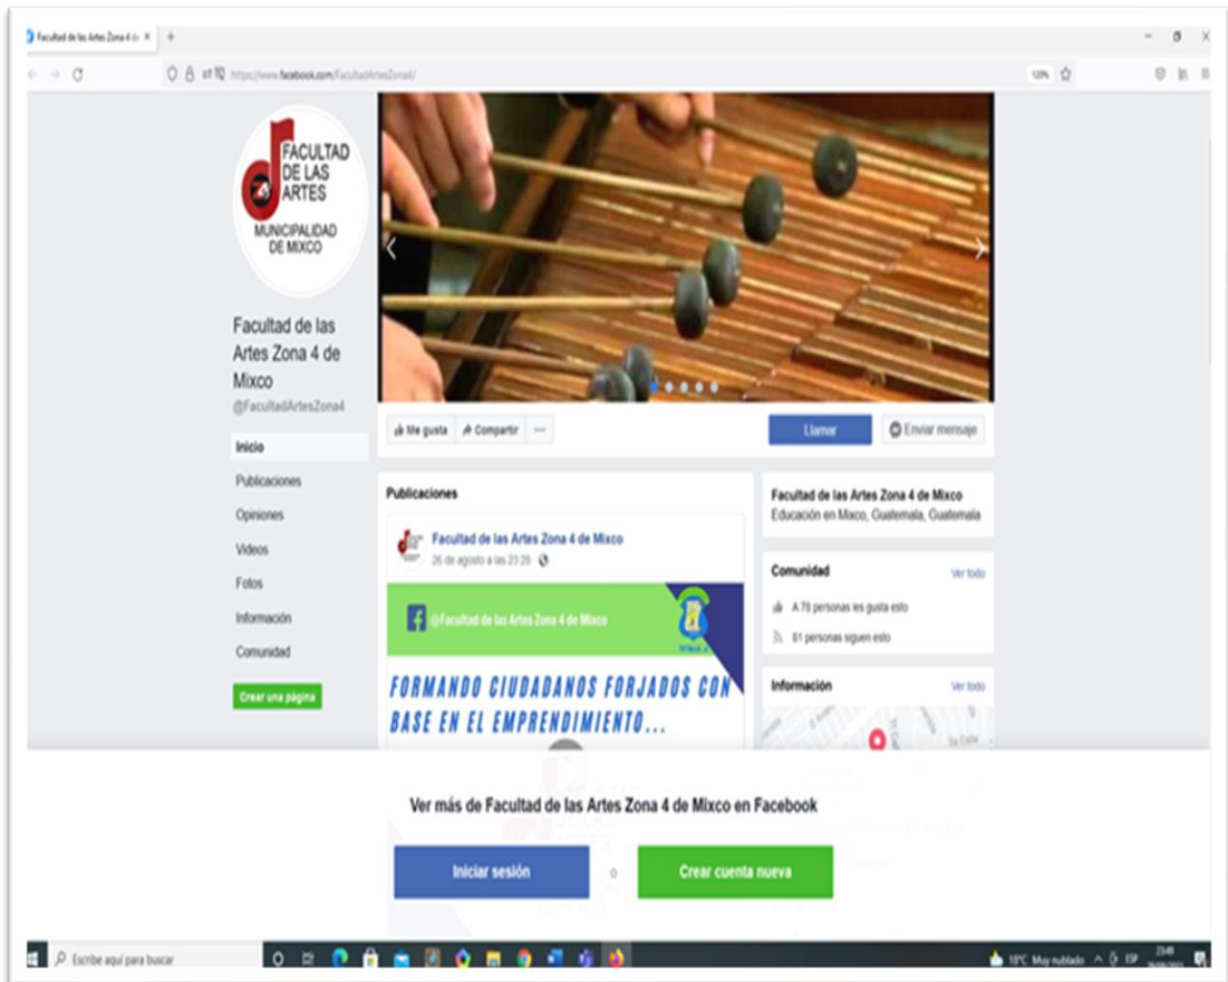 Facultad de las Artes Zona 4 de
https://www.facebook.com/FacultadArtesZona4/
120%
FACULTAD
DE LAS
ARTES
MUNICIPALIDAD
DE MIXCO
Facultad de las
Artes Zona 4 de
Mixco
@FacultadArtesZona4
Inicio
Publicaciones
Opiniones
Videos
Fotos
Información
Comunidad
Crear una página
Me gusta
Compartir
Llamar
Enviar mensaje
Publicaciones
Facultad de las Artes Zona 4 de Mixco
26 de agosto a las 23:28
@Facultad de las Artes Zona 4 de Mixco
FORMANDO CIUDADANOS FORJADOS CON
BASE EN EL EMPRENDIMIENTO...
Facultad de las Artes Zona 4 de Mixco
Educación en Mixco, Guatemala, Guatemala
Comunidad
Ver todo
A 78 personas les gusta esto
81 personas siguen esto
Información
Ver todo
Ver más de Facultad de las Artes Zona 4 de Mixco en Facebook
Iniciar sesión
o
Crear cuenta nueva
Escribe aquí para buscar
18°C Muy nublado
ESP
23:49